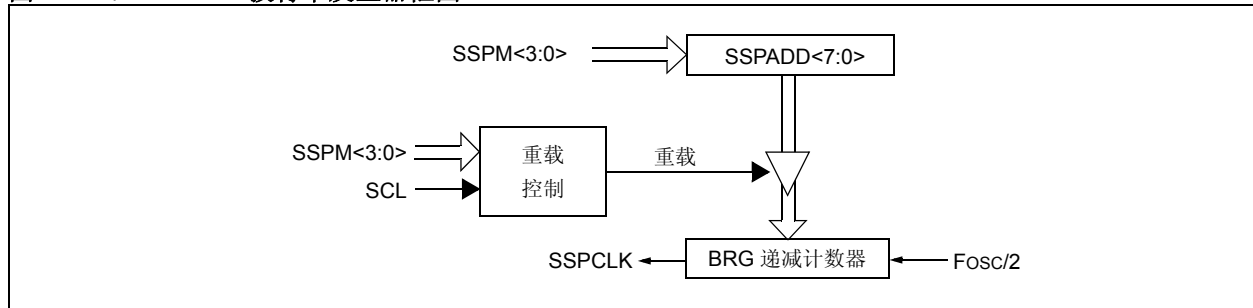 SSPM<3:0>
SSPADD<7:0>
SSPM<3:0>
SCL
重载
控制
重载
SSPCLK
BRG 递减计数器
Fosc/2